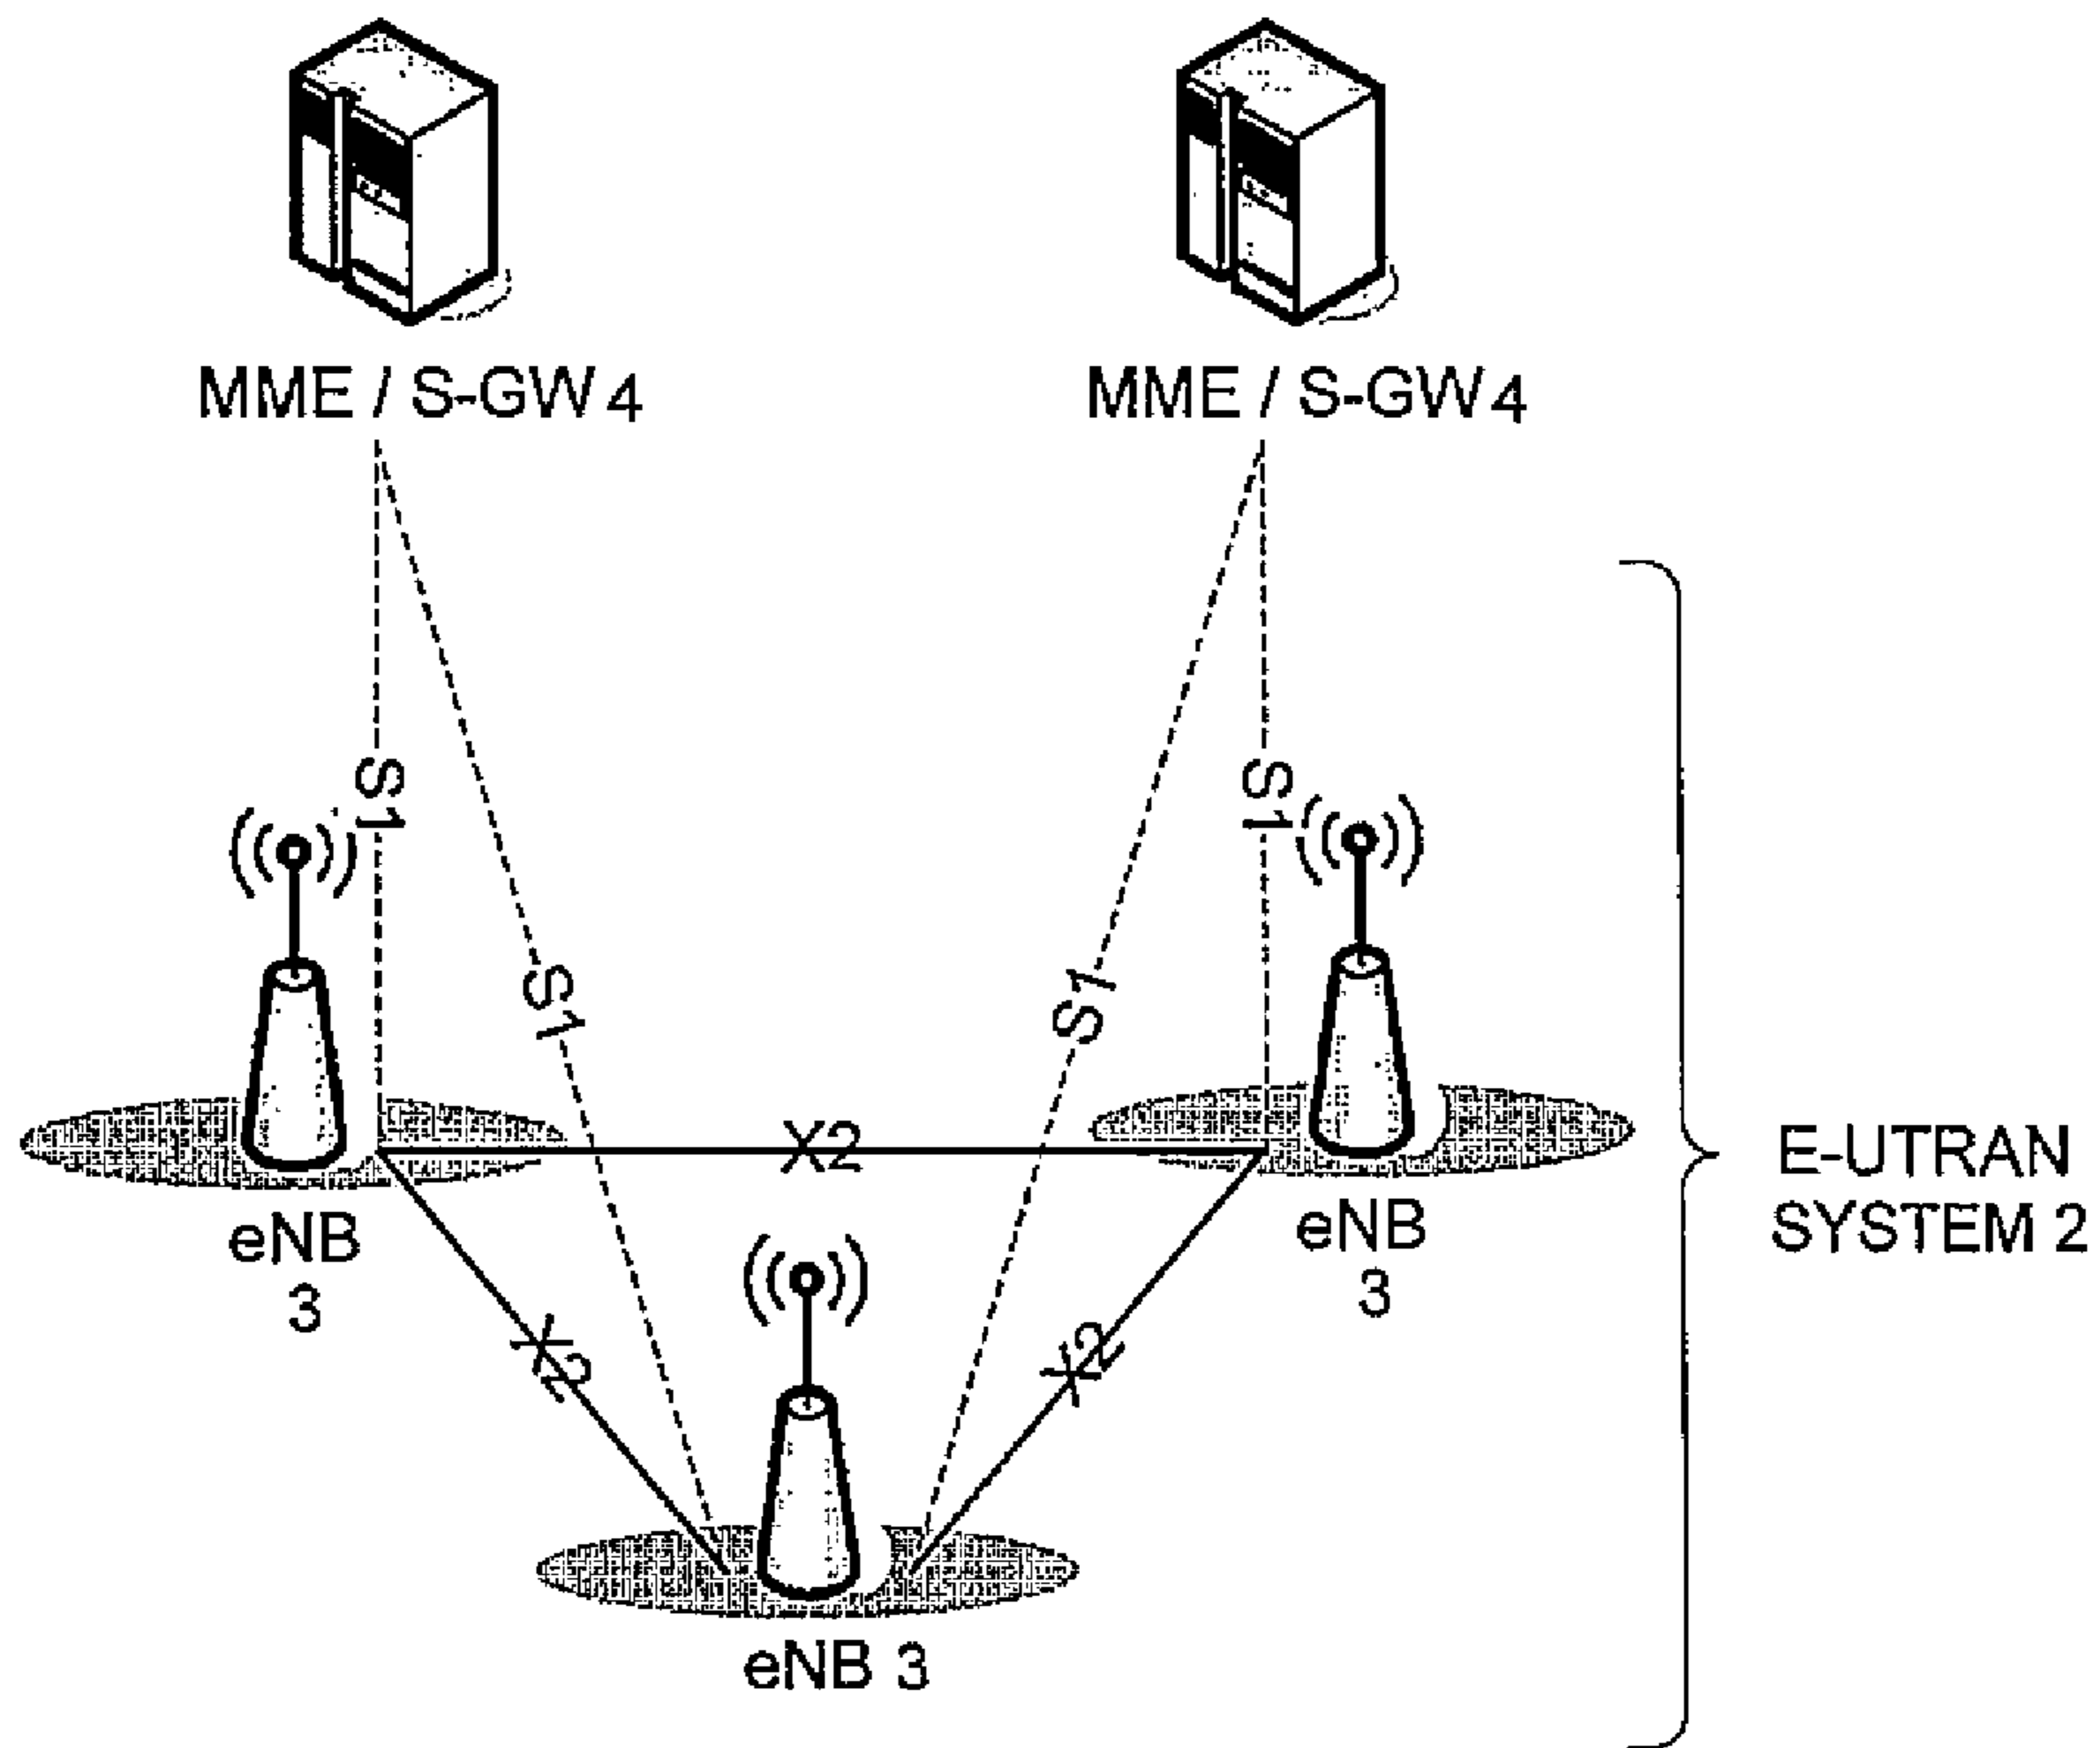 MME / S-GW 4
MME / S-GW 4
S1
S1
S1
S1
X2
E-UTRAN
SYSTEM 2
eNB
3
eNB
3
X2
X2
eNB 3